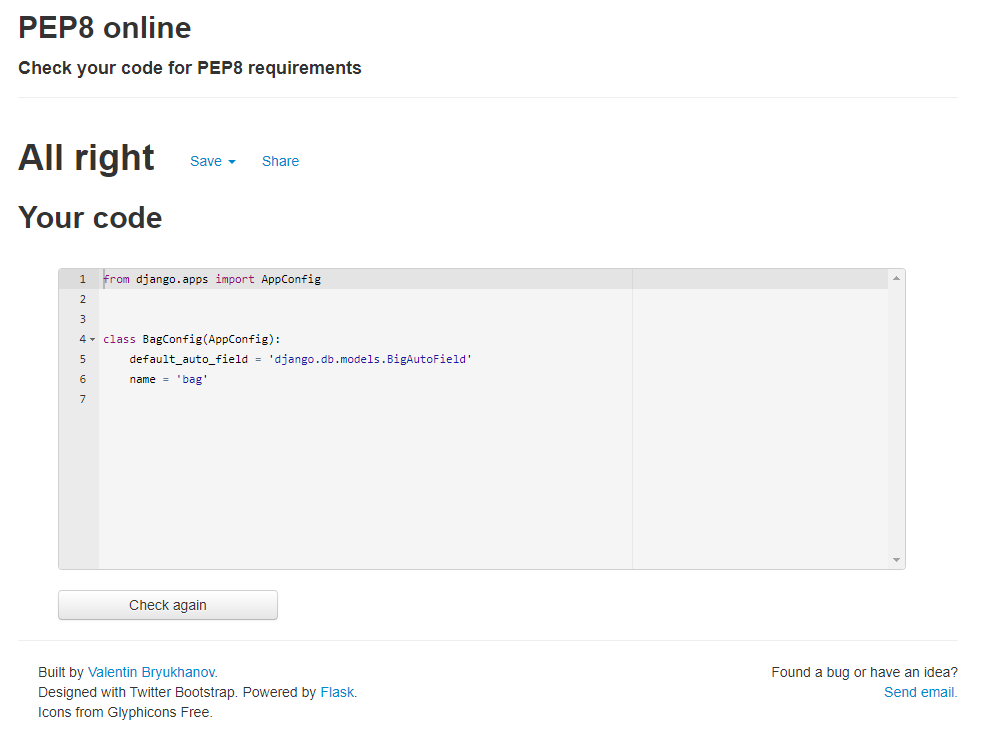 PEP8 online
Check your code for PEP8 requirements
All right Save Share
Your code
1 from django.apps import AppConfig
2
3
4 class BagConfig(AppConfig):
5     default_auto_field = 'django.db.models.BigAutoField'
6     name = 'bag'
7
Check again
Built by Valentin Bryukhanov.
Designed with Twitter Bootstrap. Powered by Flask.
Icons from Glyphicons Free.
Found a bug or have an idea?
Send email.